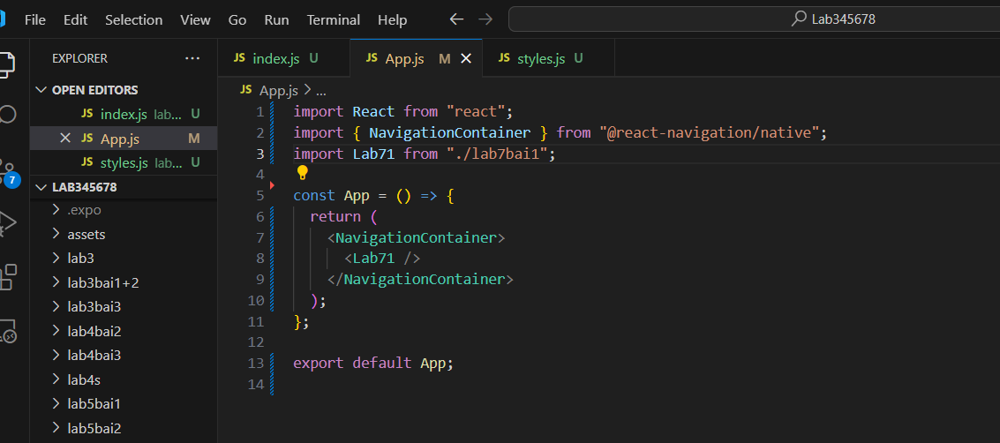 File Edit Selection View Go Run Terminal Help Lab345678
EXPLORER ...
index.js U App.js M styles.js U
OPEN EDITORS
JS index.js lab... U
JS App.js M
JS styles.js lab... U
LAB345678
.expo
assets
lab3
lab3bai1+2
lab3bai3
lab4bai2
lab4bai3
lab4s
lab5bai1
lab5bai2
7
JS App.js > ...
1 import React from "react";
2 import { NavigationContainer } from "@react-navigation/native";
3 import Lab71 from "./lab7bai1";
4
5 const App = () => {
6 return (
7 <NavigationContainer>
8 <Lab71 />
9 </NavigationContainer>
10 );
11 };
12
13 export default App;
14